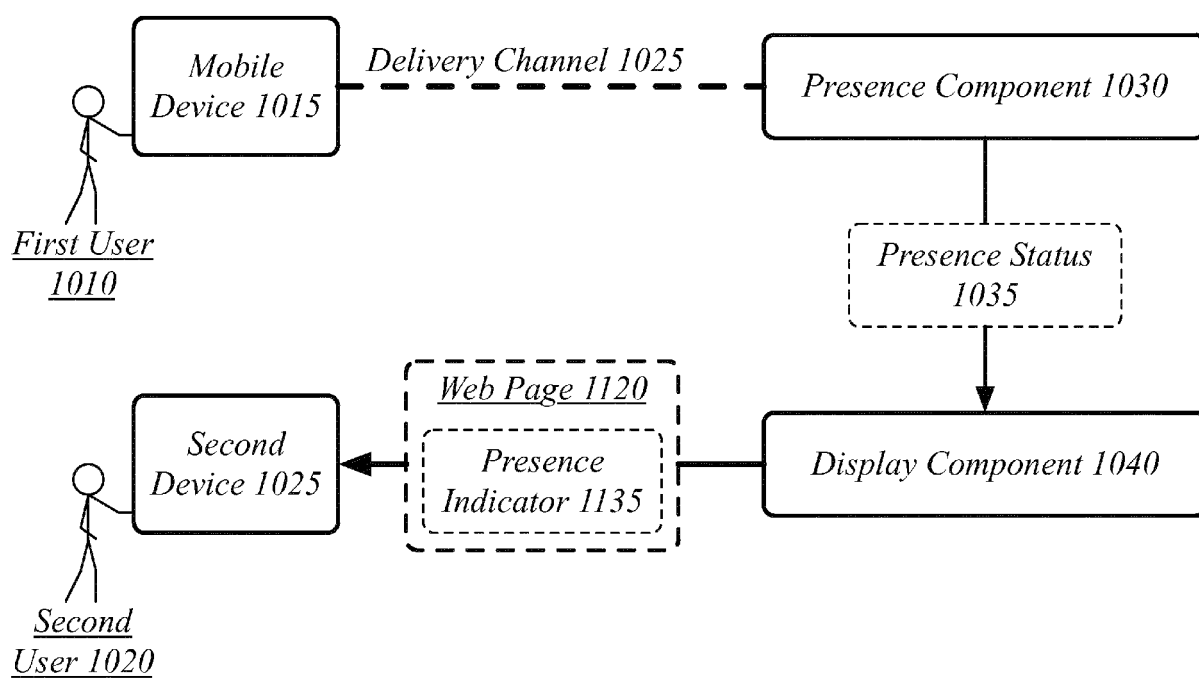 Mobile
Device 1015
Delivery Channel 1025
Presence Component 1030
First User
1010
Presence Status
1035
Web Page 1120
Second
Device 1025
Presence
Indicator 1135
Display Component 1040
Second
User 1020